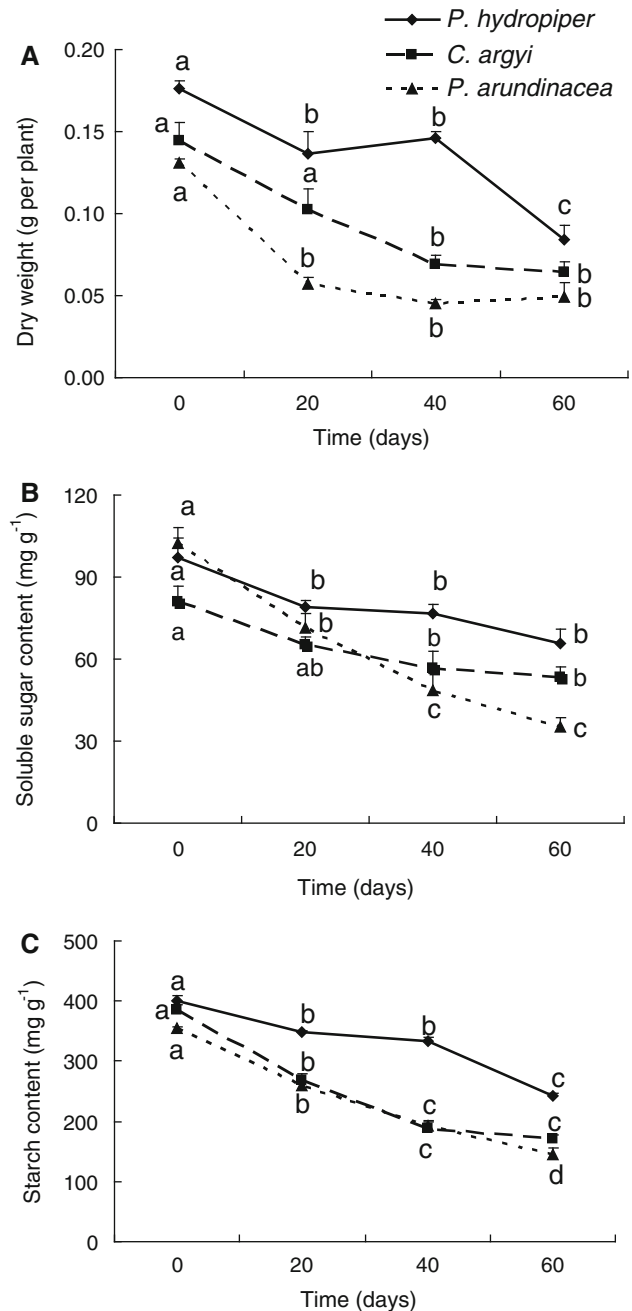 P. hydropiper
C. argyi
P. arundinacea
A
Dry weight (g per plant)
0.20
0.15
0.10
0.05
0.00
a
a
a
b
a
b
b
b
b
c
b
b
0
20
40
60
Time (days)
B
Soluble sugar content (mg g-1)
120
90
60
30
0
a
a
a
b
b
ab
b
b
c
b
b
c
0
20
40
60
Time (days)
C
Starch content (mg g-1)
500
400
300
200
100
0
a
a
a
b
b
b
b
c
c
c
c
d
0
20
40
60
Time (days)